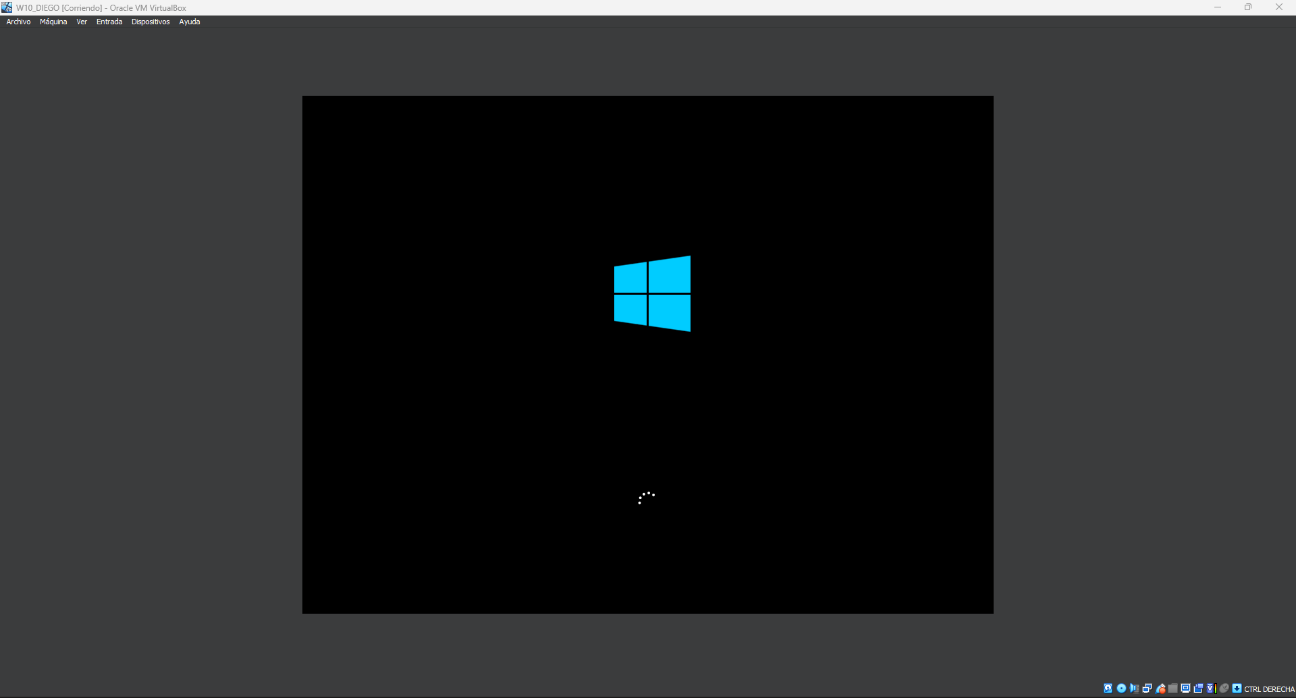 W10_DIEGO [Corriendo] - Oracle VM VirtualBox
Archivo Máquina Ver Entrada Dispositivos Ayuda
CTRL DERECHA